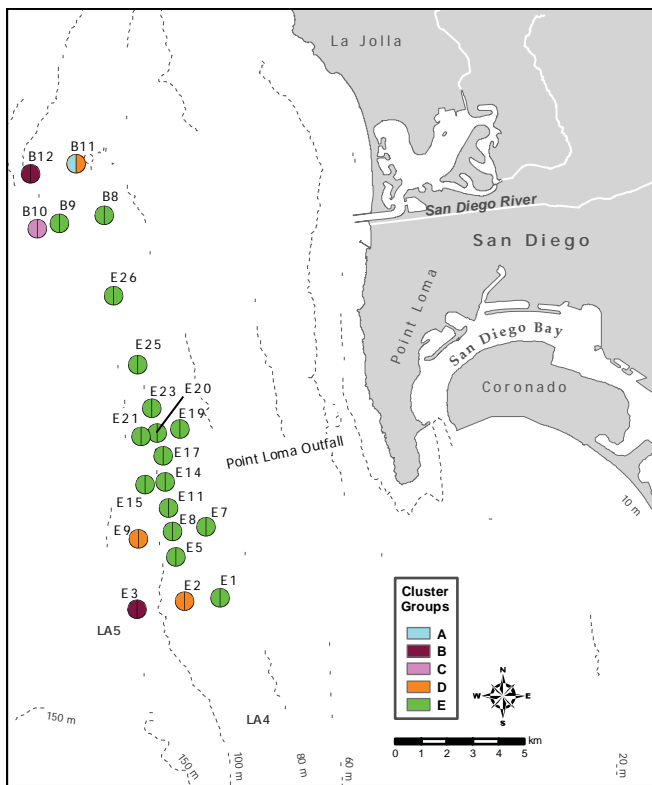 La Jolla
B11
B12
San Diego River
B8
B9
B10
San Diego
E26
Point Loma
San Diego Bay
E25
Coronado
E20
E23
E19
E21
E17
Point Loma Outfall
E14
E15
E11
10 m
E7
E8
E9
E5
E1
E2
E3
Cluster
Groups
A
B
C
D
E
LA5
N
W E
S
150 m
LA4
0 1 2 3 4 5
km
150 m
100 m
80 m
60 m
20 m